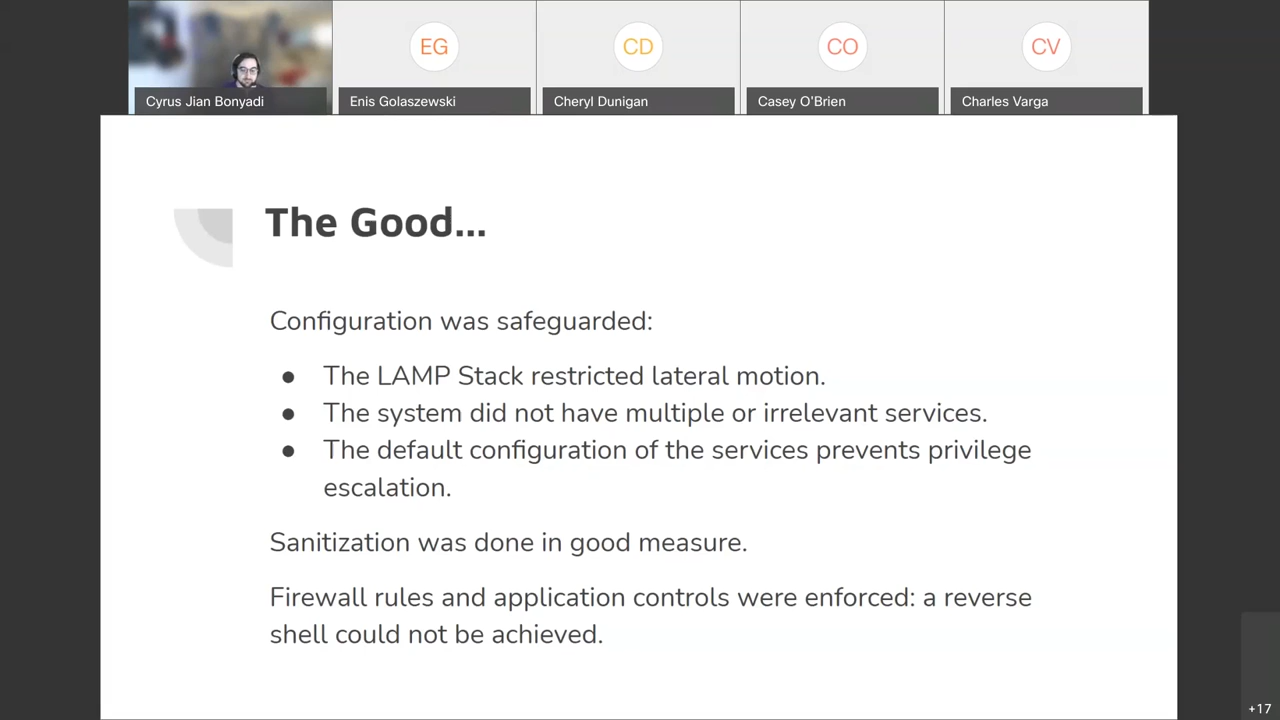 EG
CD
CO
CV
Cyrus Jian Bonyadi
Enis Golaszewski
Cheryl Dunigan
Casey O'Brien
Charles Varga
The Good...
Configuration was safeguarded:
● The LAMP Stack restricted lateral motion.
● The system did not have multiple or irrelevant services.
● The default configuration of the services prevents privilege
escalation.
Sanitization was done in good measure.
Firewall rules and application controls were enforced: a reverse
shell could not be achieved.
+17